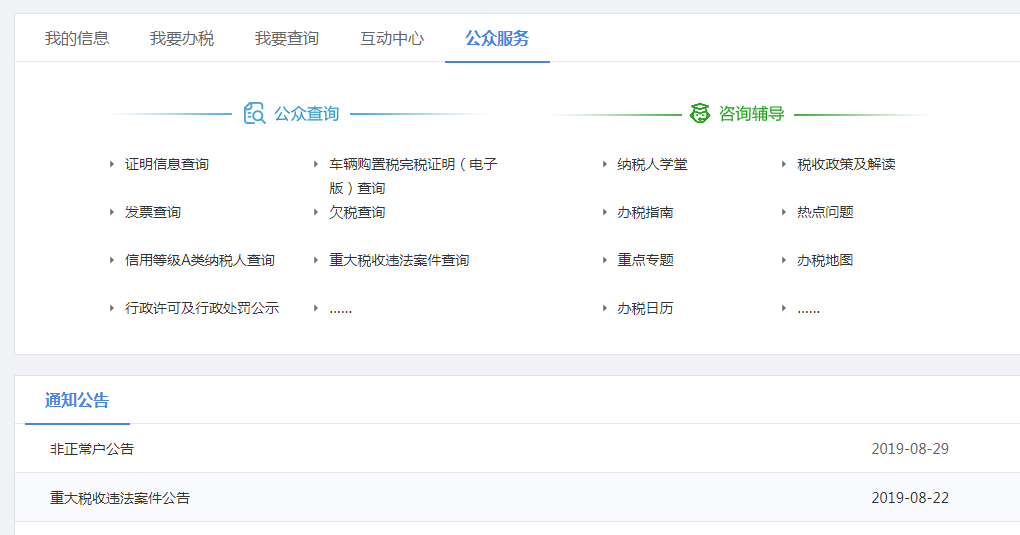 我的信息 我要办税 我要查询 互动中心 公众服务
公众查询 咨询辅导
证明信息查询 车辆购置税完税证明（电子 纳税人学堂 税收政策及解读
版）查询
发票查询 欠税查询 办税指南 热点问题
信用等级A类纳税人查询 重大税收违法案件查询 重点专题 办税地图
行政许可及行政处罚公示 ...... 办税日历 ......
通知公告
非正常户公告 2019-08-29
重大税收违法案件公告 2019-08-22